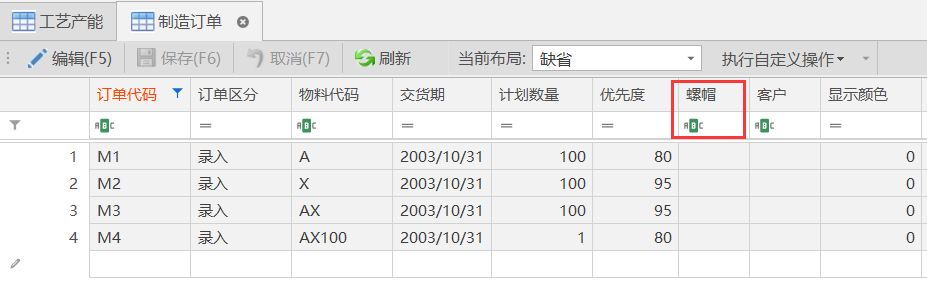 工艺产能 制造订单
编辑(F5) 保存(F6) 取消(F7) 刷新 当前布局: 缺省 执行自定义操作
订单代码 订单区分 物料代码 交货期 计划数量 优先度 螺帽 客户 显示颜色
ABC = ABC = = = ABC ABC =
1 M1 录入 A 2003/10/31 100 80 0
2 M2 录入 X 2003/10/31 100 95 0
3 M3 录入 AX 2003/10/31 100 95 0
4 M4 录入 AX100 2003/10/31 1 80 0